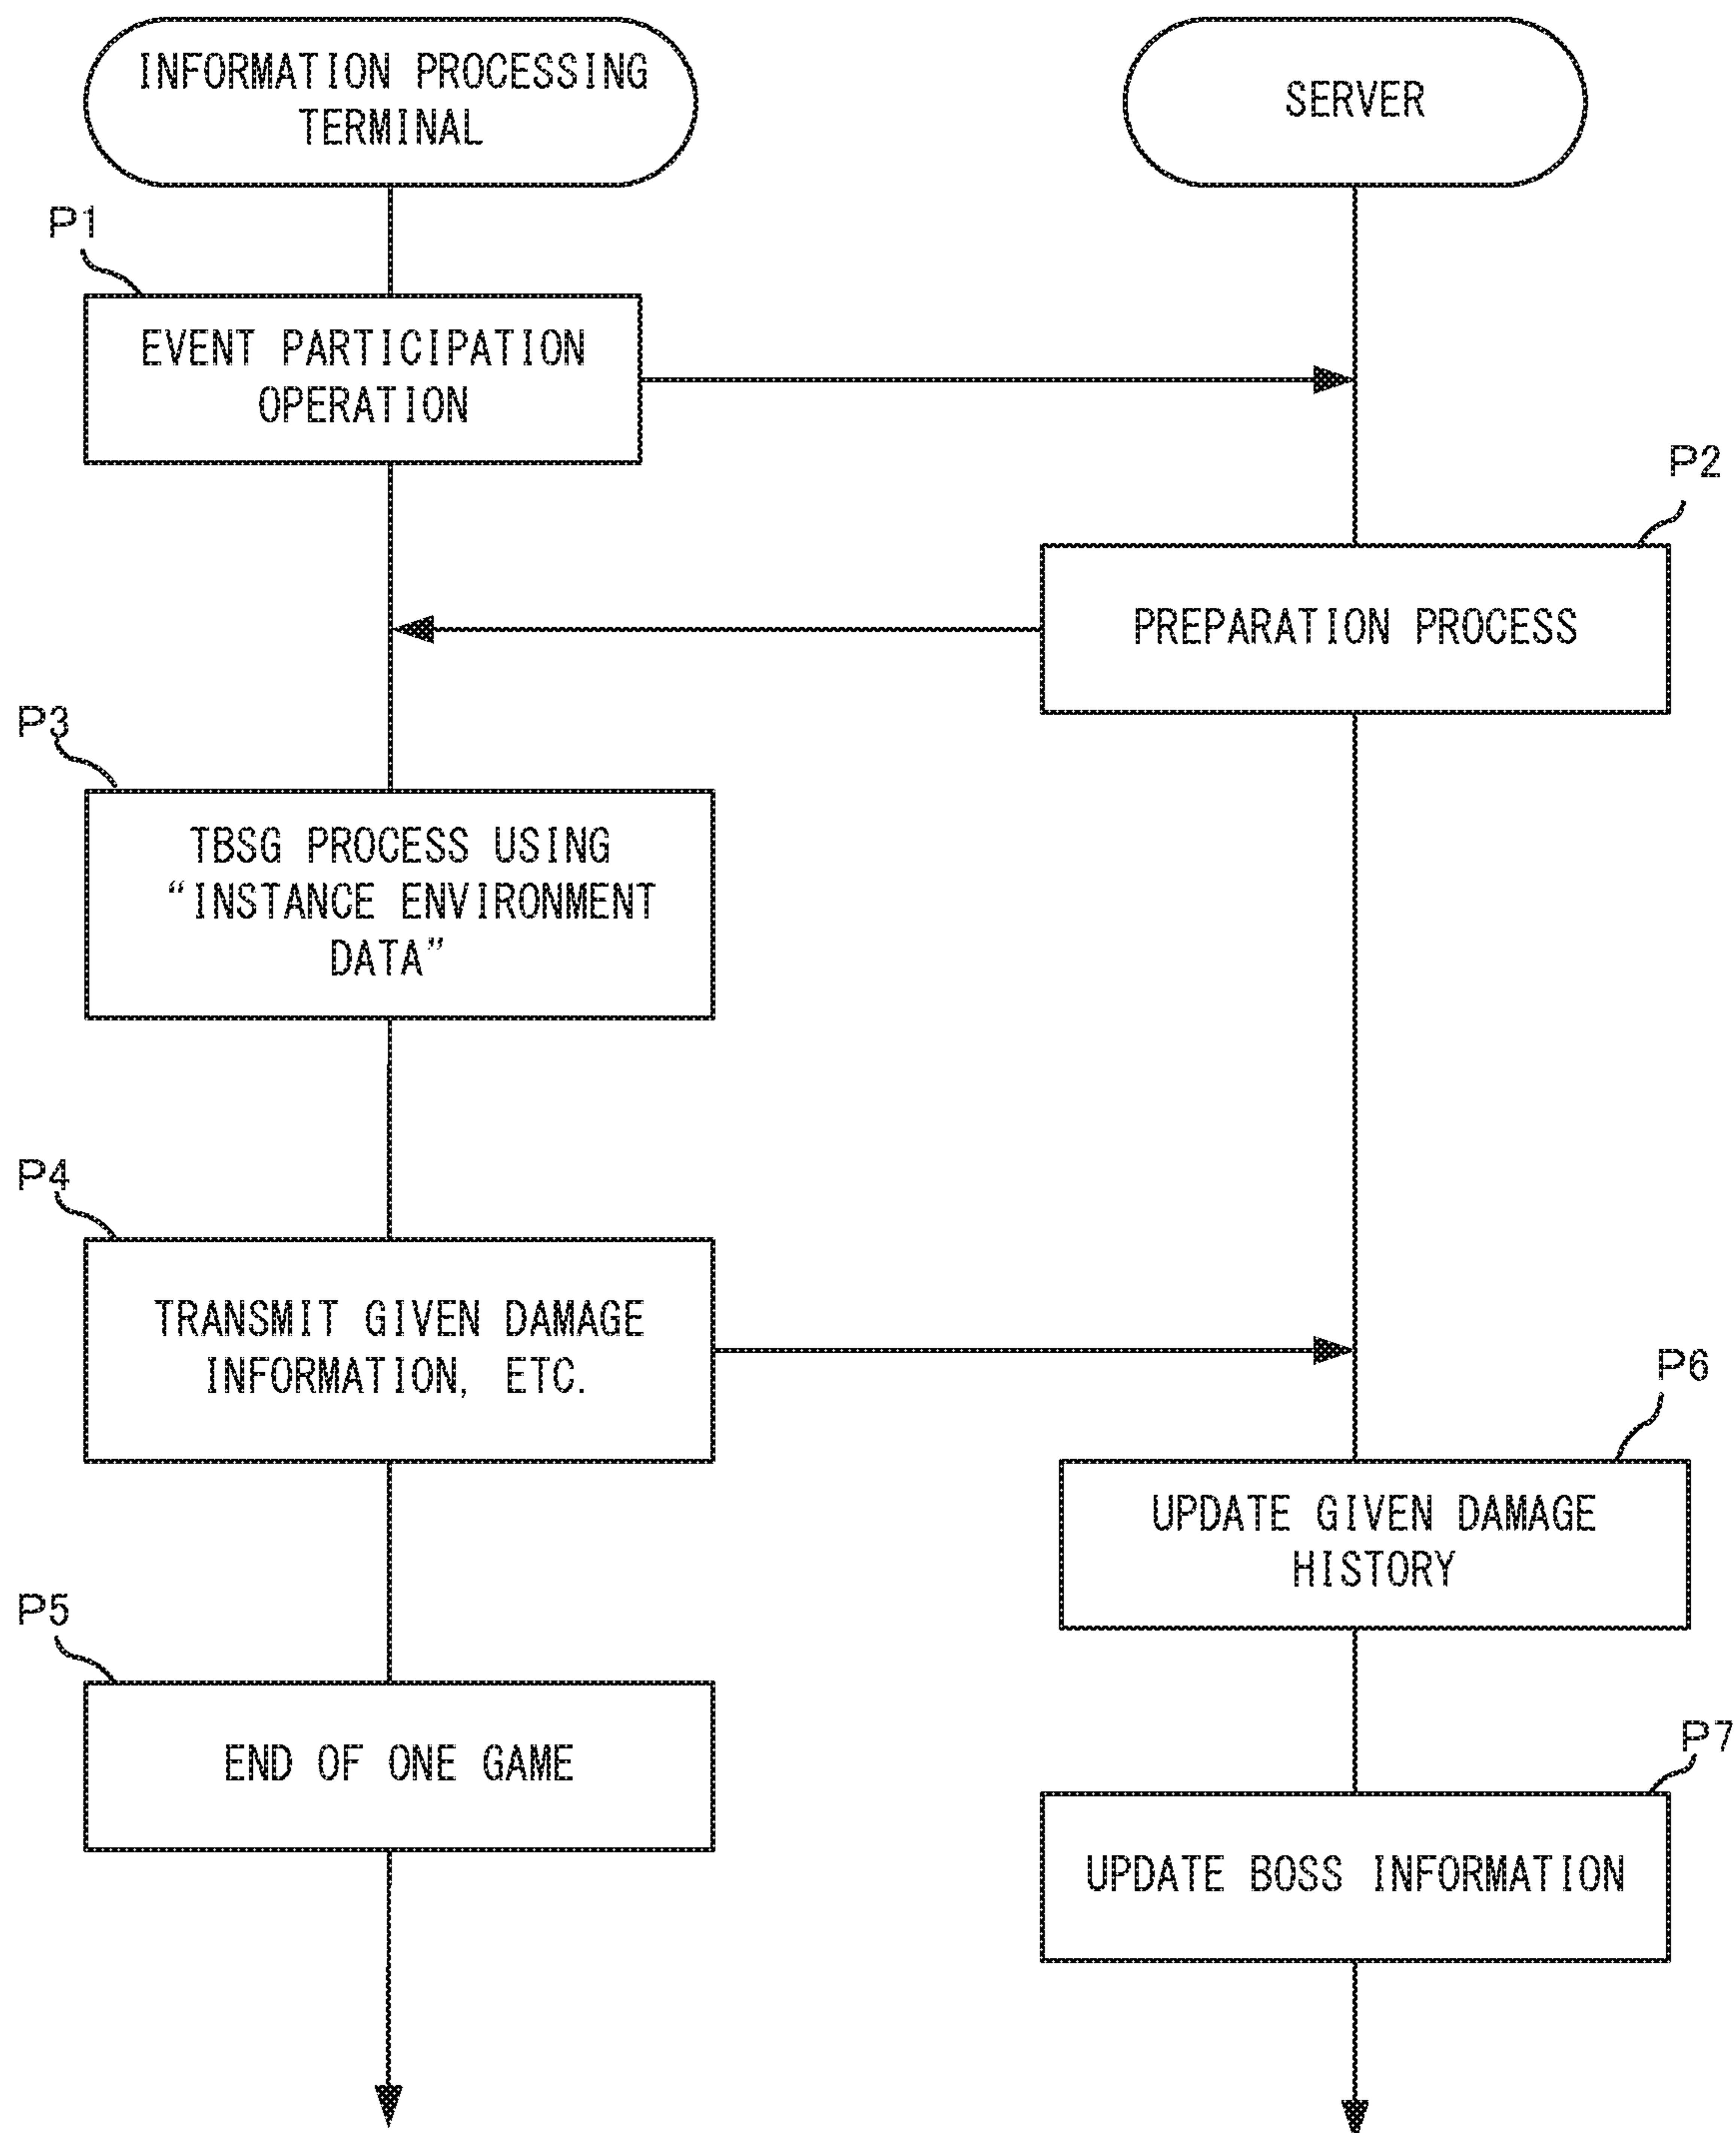 INFORMATION PROCESSING
TERMINAL
SERVER
P1
EVENT PARTICIPATION
OPERATION
P2
PREPARATION PROCESS
P3
TBSG PROCESS USING
“INSTANCE ENVIRONMENT
DATA”
P4
TRANSMIT GIVEN DAMAGE
INFORMATION, ETC.
P6
UPDATE GIVEN DAMAGE
HISTORY
P5
END OF ONE GAME
P7
UPDATE BOSS INFORMATION